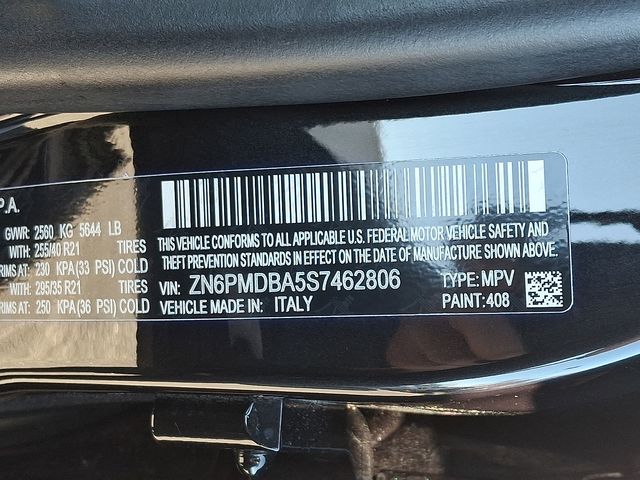 P.A.
GVWR: 2560 KG 5644 LB
WITH: 255/40 R21 TIRES
RIMS AT: 230 KPA(33 PSI) COLD
WITH: 295/35 R21 TIRES
RIMS AT: 250 KPA(36 PSI) COLD
THIS VEHICLE CONFORMS TO ALL APPLICABLE U.S. FEDERAL MOTOR VEHICLE SAFETY AND
THEFT PREVENTION STANDARDS IN EFFECT ON THE DATE OF MANUFACTURE SHOWN ABOVE.
VIN: ZN6PMDBA5S7462806 TYPE: MPV
VEHICLE MADE IN: ITALY PAINT: 408